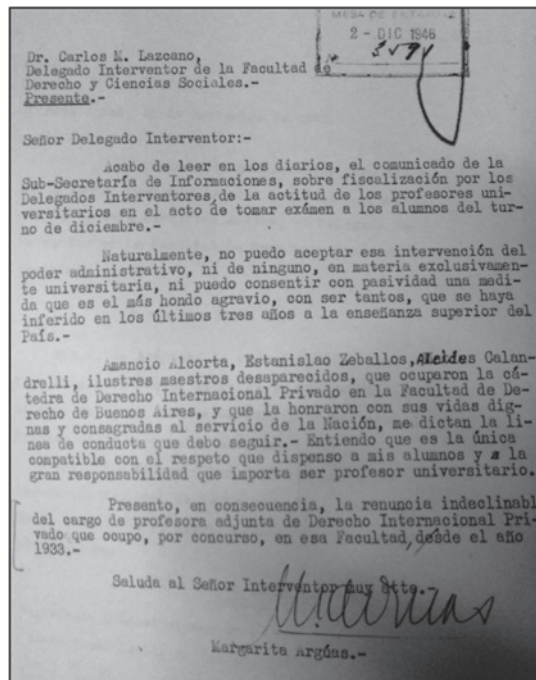 MESA DE ENTRADAS
2 - DIC 1946
Nº
Dr. Carlos M. Lazcano,
Delegado Interventor de la Facultad de
Derecho y Ciencias Sociales.-
Presente.-
Señor Delegado Interventor:-
Acabo de leer en los diarios, el comunicado de la
Sub-Secretaría de Informaciones, sobre fiscalización por los
Delegados Interventores, de la actitud de los profesores uni-
versitarios en el acto de tomar exámen a los alumnos del tur-
no de diciembre.-
Naturalmente, no puedo aceptar esa intervención del
poder administrativo, ni de ninguno, en materia exclusivamen-
te universitaria, ni puedo consentir con pasividad una medi-
da que es el más hondo agravio, con ser tantos, que se haya
inferido en los últimos tres años a la enseñanza superior del
País.-
Amancio Alcorta, Estanislao Zeballos, Alcides Calan-
drelli, ilustres maestros desaparecidos, que ocuparon la cá-
tedra de Derecho Internacional Privado en la Facultad de De-
recho de Buenos Aires, y que la honraron con sus vidas dig-
nas y consagradas al servicio de la Nación, me dictan la lí-
nea de conducta que debo seguir.- Entiendo que es la única
compatible con el respeto que dispenso a mis alumnos y a la
gran responsabilidad que importa ser profesor universitario.
Presento, en consecuencia, la renuncia indeclinabl
del cargo de profesora adjunta de Derecho Internacional Pri-
vado que ocupo, por concurso, en esa Facultad, desde el año
1933.-
Saluda al Señor Interventor muy atte.-
Margarita Argúas.-